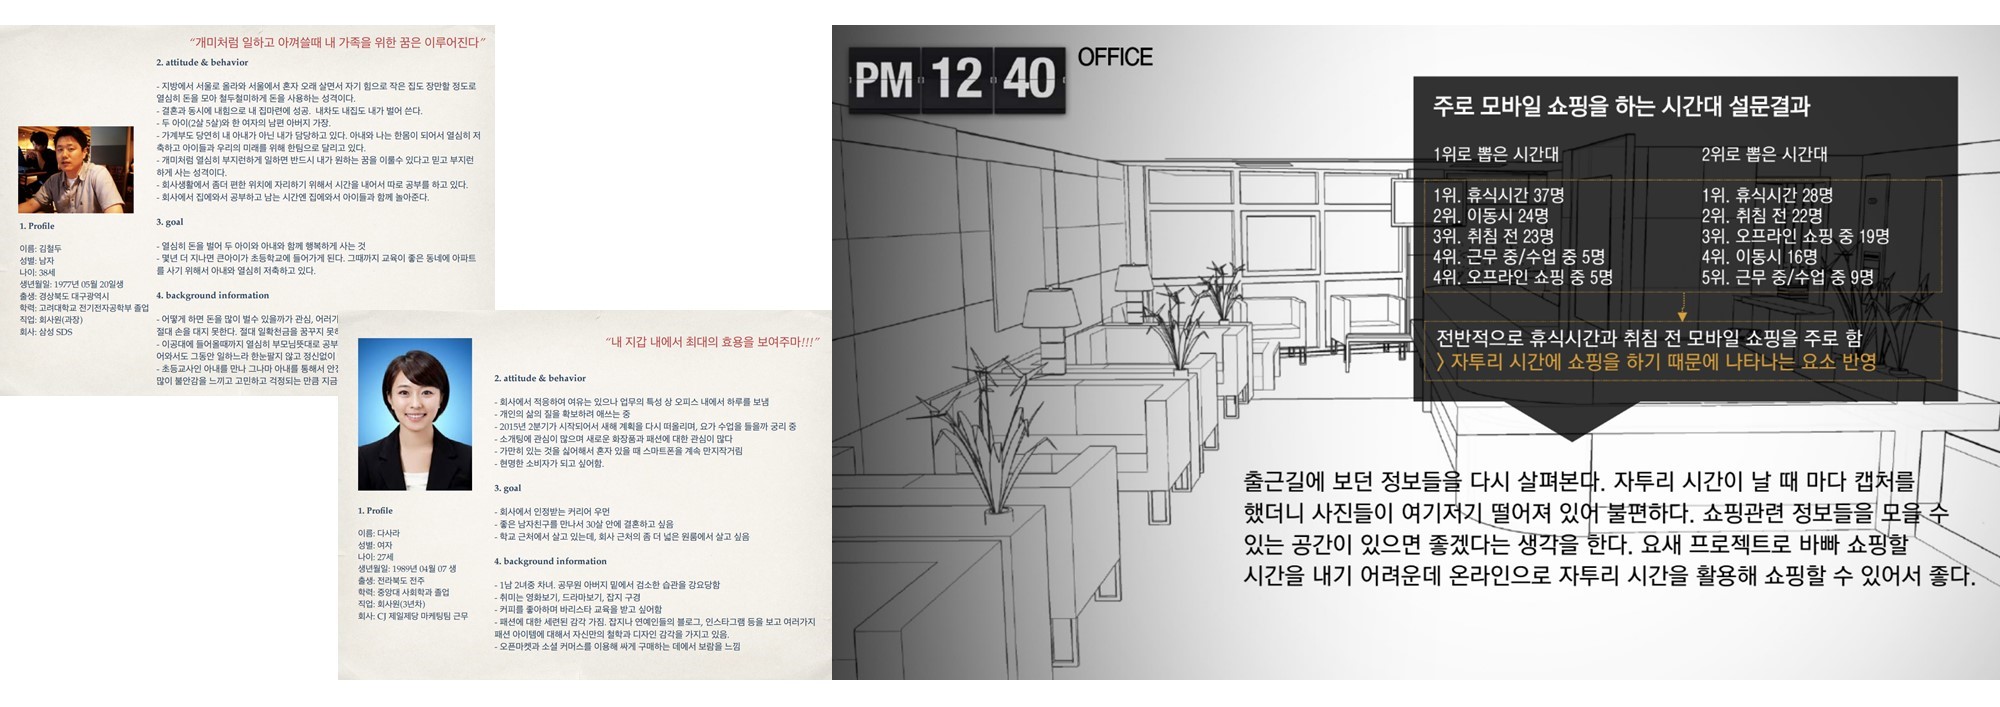 “개미처럼 일하고 아껴쓸때 내 가족을 위한 꿈은 이루어진다”
2. attitude & behavior
- 지방에서 서울로 올라와 서울에서 혼자 오래 살면서 자기 힘으로 작은 집도 장만할 정도로
열심히 돈을 모아 철두철미하게 돈을 사용하는 성격이다.
- 결혼과 동시에 내힘으로 내 집마련에 성공. 내차도 내집도 내가 벌어 쓴다.
- 두 아이(2살 5살)와 한 여자의 남편 아버지 가장.
- 가계부도 당연히 내 아내가 아닌 내가 담당하고 있다. 아내와 나는 한몸이 되어서 열심히 저
축하고 아이들과 우리의 미래를 위해 한팀으로 달리고 있다.
- 개미처럼 열심히 부지런하게 일하면 반드시 내가 원하는 꿈을 이룰수 있다고 믿고 부지런
하게 사는 성격이다.
- 회사생활에서 좀더 편한 위치에 자리하기 위해서 시간을 내어서 따로 공부를 하고 있다.
- 회사에서 집에와서 공부하고 남는 시간엔 집에와서 아이들과 함께 놀아준다.
3. goal
- 열심히 돈을 벌어 두 아이와 아내와 함께 행복하게 사는 것
- 몇년 더 지나면 큰아이가 초등학교에 들어가게 된다. 그때까지 교육이 좋은 동네에 아파트
를 사기 위해서 아내와 열심히 저축하고 있다.
4. background information
- 어떻게 하면 돈을 많이 벌수 있을까가 관심, 여러가
절대 손을 대지 못한다. 절대 일확천금을 꿈꾸지 못하
- 이공대에 들어올때까지 열심히 부모님뜻대로 공부
어와서도 그동안 일하느라 한눈팔지 않고 정신없이
- 초등교사인 아내를 만나 그나마 아내를 통해서 안정
많이 불안감을 느끼고 고민하고 걱정되는 만큼 지금
1. Profile
이름: 김철두
성별: 남자
나이: 38세
생년월일: 1977년 05월 20일생
출생: 경상북도 대구광역시
학력: 고려대학교 전기전자공학부 졸업
직업: 회사원(과장)
회사: 삼성 SDS
“내 지갑 내에서 최대의 효용을 보여주마!!!”
2. attitude & behavior
- 회사에서 적응하여 여유는 있으나 업무의 특성 상 오피스 내에서 하루를 보냄
- 개인의 삶의 질을 확보하려 애쓰는 중
- 2015년 2분기가 시작되어서 새해 계획을 다시 떠올리며, 요가 수업을 들을까 궁리 중
- 소개팅에 관심이 많으며 새로운 화장품과 패션에 대한 관심이 많다
- 가만히 있는 것을 싫어해서 혼자 있을 때 스마트폰을 계속 만지작거림
- 현명한 소비자가 되고 싶어함.
3. goal
- 회사에서 인정받는 커리어 우먼
- 좋은 남자친구를 만나서 30살 안에 결혼하고 싶음
- 학교 근처에서 살고 있는데, 회사 근처의 좀 더 넓은 원룸에서 살고 싶음
4. background information
- 1남 2녀중 차녀. 공무원 아버지 밑에서 검소한 습관을 강요당함
- 취미는 영화보기, 드라마보기, 잡지 구경
- 커피를 좋아하며 바리스타 교육을 받고 싶어함
- 패션에 대한 세련된 감각 가짐. 잡지나 연예인들의 블로그, 인스타그램 등을 보고 여러가지
패션 아이템에 대해서 자신만의 철학과 디자인 감각을 가지고 있음.
- 오픈마켓과 소셜 커머스를 이용해 싸게 구매하는 데에서 보람을 느낌
1. Profile
이름: 다사라
성별: 여자
나이: 27세
생년월일: 1989년 04월 07 생
출생: 전라북도 전주
학력: 중앙대 사회학과 졸업
직업: 회사원(3년차)
회사: CJ 제일제당 마케팅팀 근무
PM 12 40 OFFICE
주로 모바일 쇼핑을 하는 시간대 설문결과
1위로 뽑은 시간대
1위. 휴식시간 37명
2위. 이동시 24명
3위. 취침 전 23명
4위. 근무 중/수업 중 5명
4위. 오프라인 쇼핑 중 5명
2위로 뽑은 시간대
1위. 휴식시간 28명
2위. 취침 전 22명
3위. 오프라인 쇼핑 중 19명
4위. 이동시 16명
5위. 근무 중/수업 중 9명
전반적으로 휴식시간과 취침 전 모바일 쇼핑을 주로 함
> 자투리 시간에 쇼핑을 하기 때문에 나타나는 요소 반영
출근길에 보던 정보들을 다시 살펴본다. 자투리 시간이 날 때 마다 캡처를
했더니 사진들이 여기저기 떨어져 있어 불편하다. 쇼핑관련 정보들을 모을 수
있는 공간이 있으면 좋겠다는 생각을 한다. 요새 프로젝트로 바빠 쇼핑할
시간을 내기 어려운데 온라인으로 자투리 시간을 활용해 쇼핑할 수 있어서 좋다.